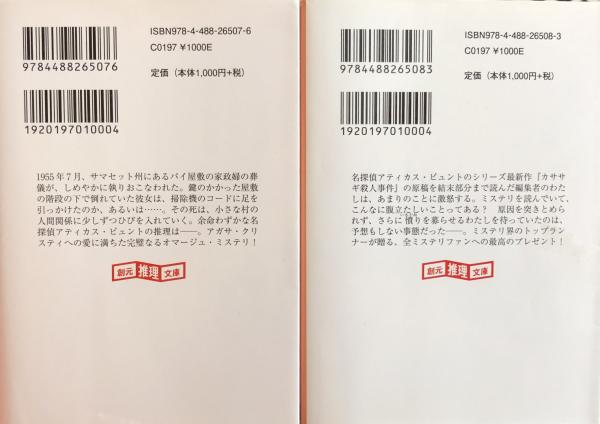 ISBN978-4-488-26507-6
C0197 ¥1000E
定価（本体1,000円+税）
9784488265076
1920197010004
1955年7月、サマセット州にあるパイ屋敷の家政婦の葬
儀が、しめやかに執りおこなわれた。鍵のかかった屋敷
の階段の下で倒れていた彼女は、掃除機のコードに足を
引っかけたのか、あるいは……。その死は、小さな村の
人間関係に少しずつひびを入れていく。余命わずかな名
探偵アティカス・ピュントの推理は――。アガサ・クリ
スティへの愛に満ちた完璧なるオマージュ・ミステリ！
創元推理文庫
ISBN978-4-488-26508-3
C0197 ¥1000E
定価（本体1,000円+税）
9784488265083
1920197010004
名探偵アティカス・ピュントのシリーズ最新作『カササ
ギ殺人事件』の原稿を結末部分まで読んだ編集者のわた
しは、あまりのことに激怒する。ミステリを読んでいて、
こんなに腹立たしいことってある？　原因を突きとめら
れず、さらに憤りを募らせるわたしを待っていたのは、
予想もしない事態だった――。ミステリ界のトップラン
ナーが贈る、全ミステリファンへの最高のプレゼント！
創元推理文庫